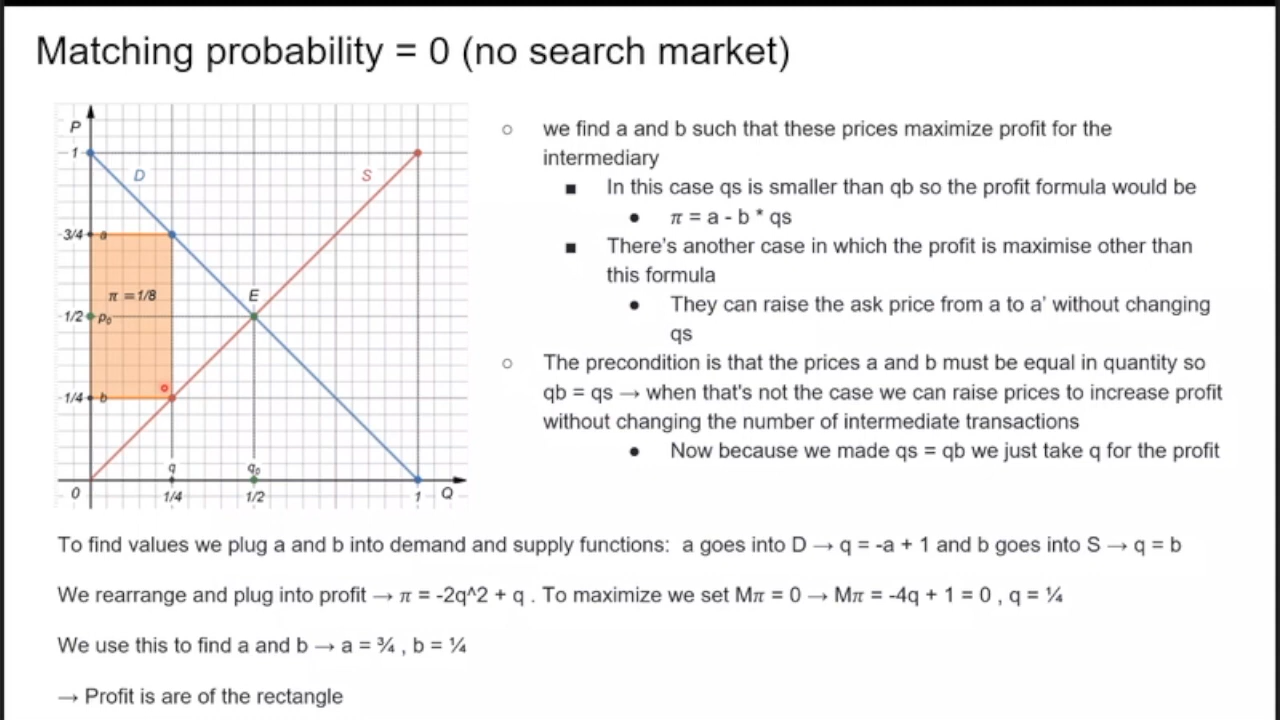 Matching probability = 0 (no search market)
P
1
D
S
3/4
a
π = 1/8
E
1/2
p₀
1/4
b
q
q₀
0
1/4
1/2
1
Q
○ we find a and b such that these prices maximize profit for the
intermediary
■ In this case qs is smaller than qb so the profit formula would be
● π = a - b * qs
■ There's another case in which the profit is maximise other than
this formula
● They can raise the ask price from a to a' without changing
qs
○ The precondition is that the prices a and b must be equal in quantity so
qb = qs → when that's not the case we can raise prices to increase profit
without changing the number of intermediate transactions
● Now because we made qs = qb we just take q for the profit
To find values we plug a and b into demand and supply functions: a goes into D → q = -a + 1 and b goes into S → q = b
We rearrange and plug into profit → π = -2q^2 + q . To maximize we set Mπ = 0 → Mπ = -4q + 1 = 0 , q = ¼
We use this to find a and b → a = ¾ , b = ¼
→ Profit is are of the rectangle